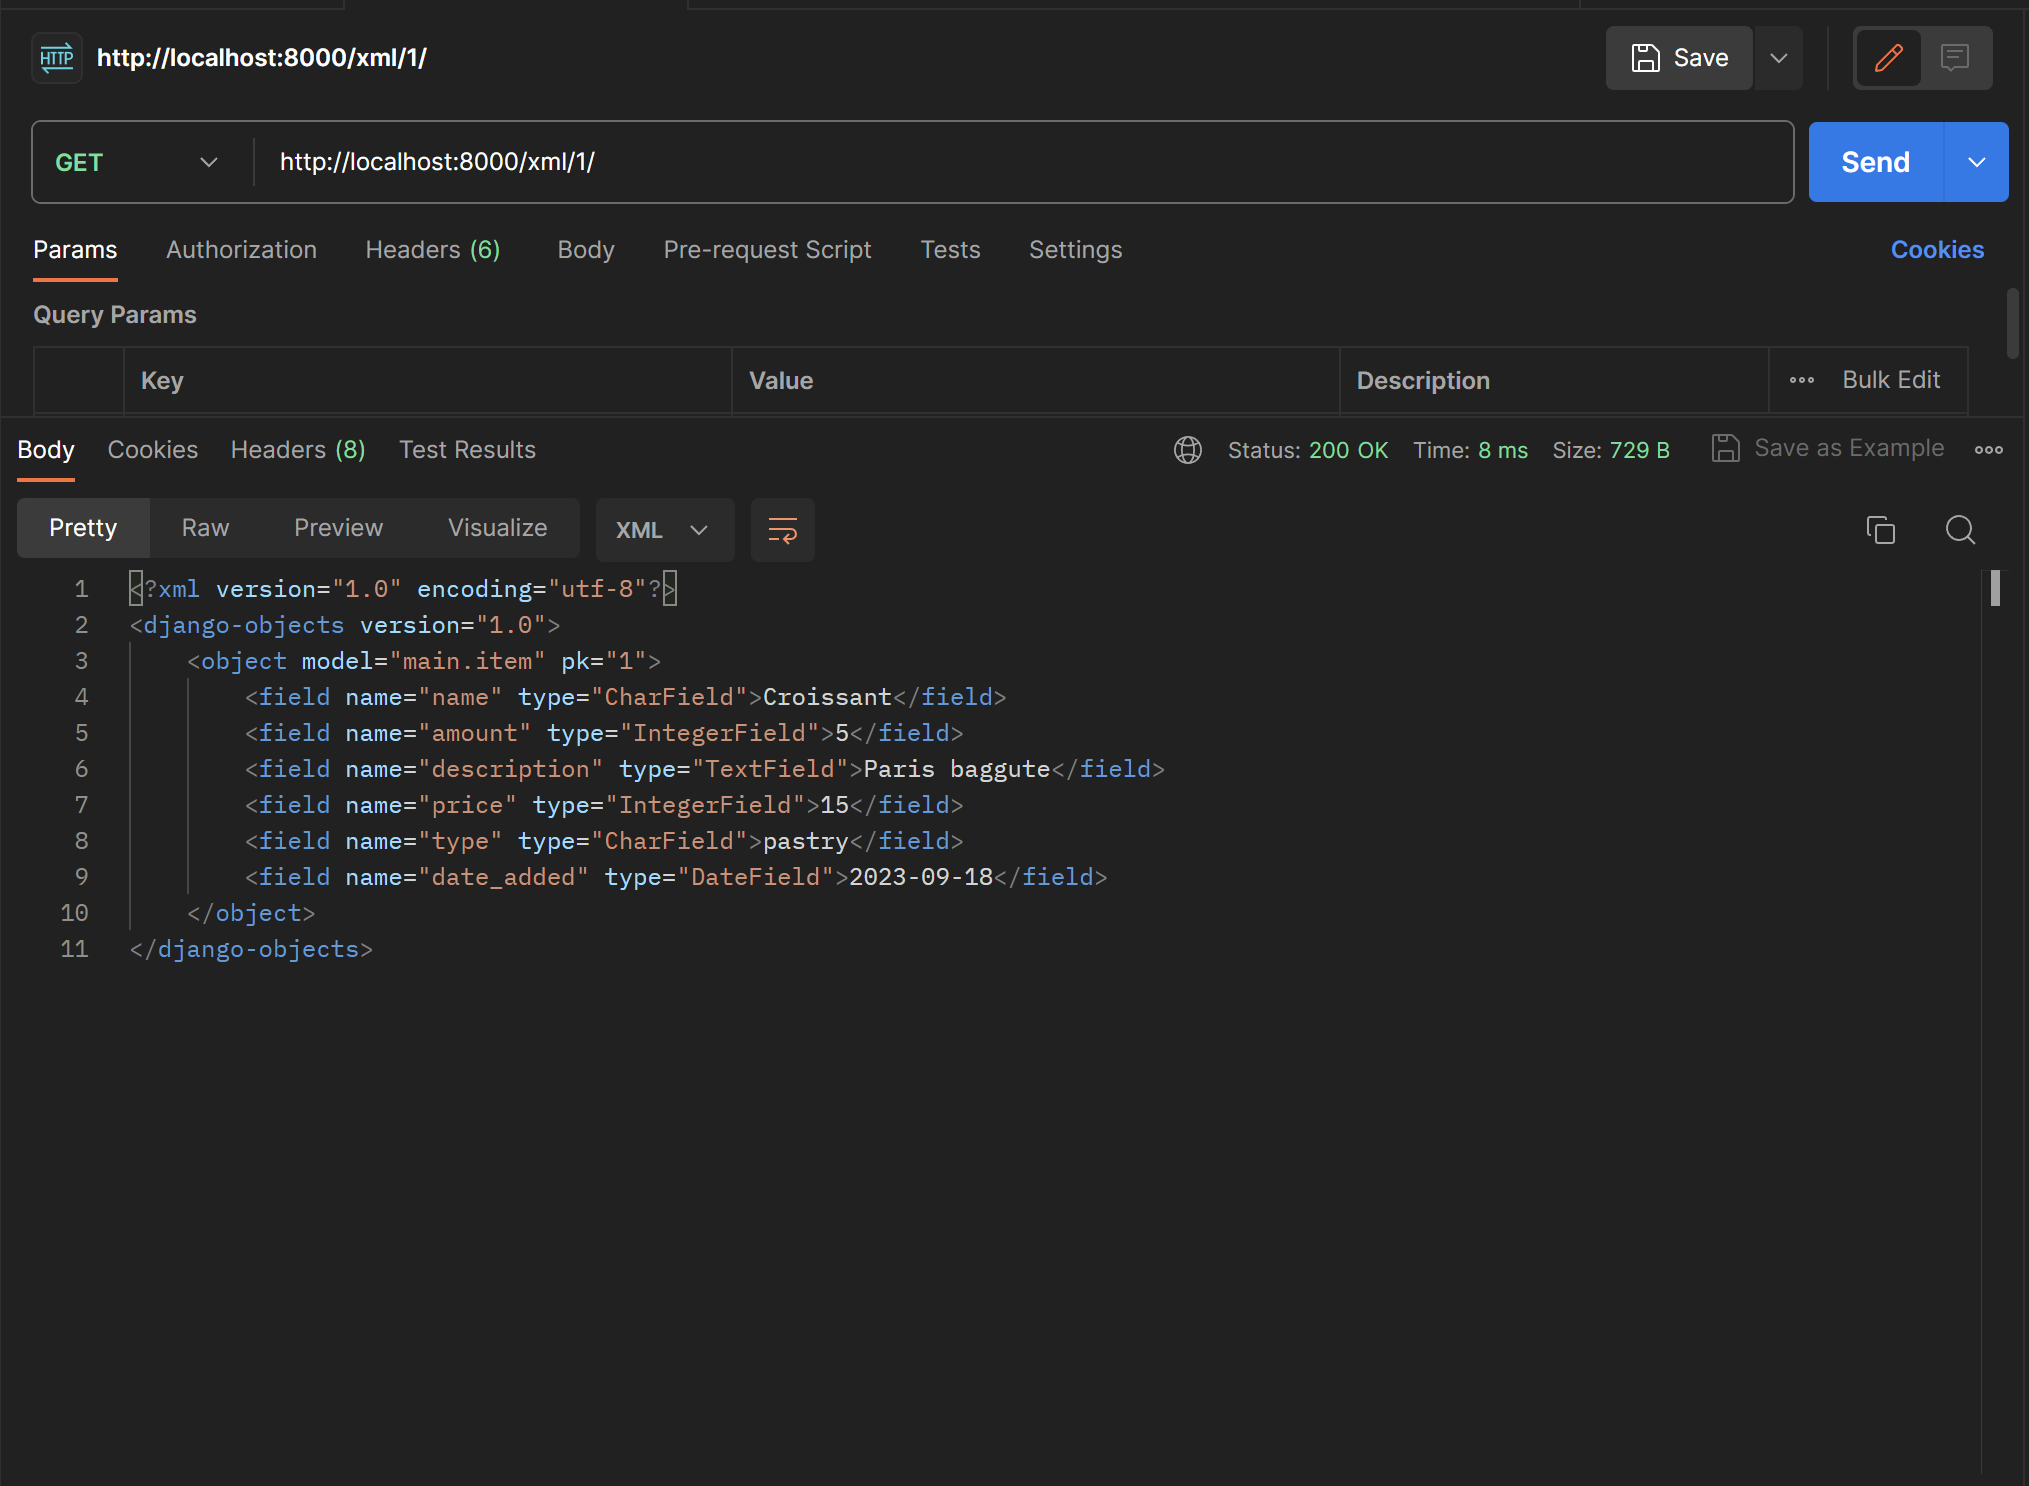 HTTP http://localhost:8000/xml/1/ Save
GET http://localhost:8000/xml/1/ Send
Params Authorization Headers (6) Body Pre-request Script Tests Settings Cookies
Query Params
Key Value Description Bulk Edit
Body Cookies Headers (8) Test Results Status: 200 OK Time: 8 ms Size: 729 B Save as Example
Pretty Raw Preview Visualize XML
1 <?xml version="1.0" encoding="utf-8"?>
2 <django-objects version="1.0">
3 <object model="main.item" pk="1">
4 <field name="name" type="CharField">Croissant</field>
5 <field name="amount" type="IntegerField">5</field>
6 <field name="description" type="TextField">Paris baggute</field>
7 <field name="price" type="IntegerField">15</field>
8 <field name="type" type="CharField">pastry</field>
9 <field name="date_added" type="DateField">2023-09-18</field>
10 </object>
11 </django-objects>